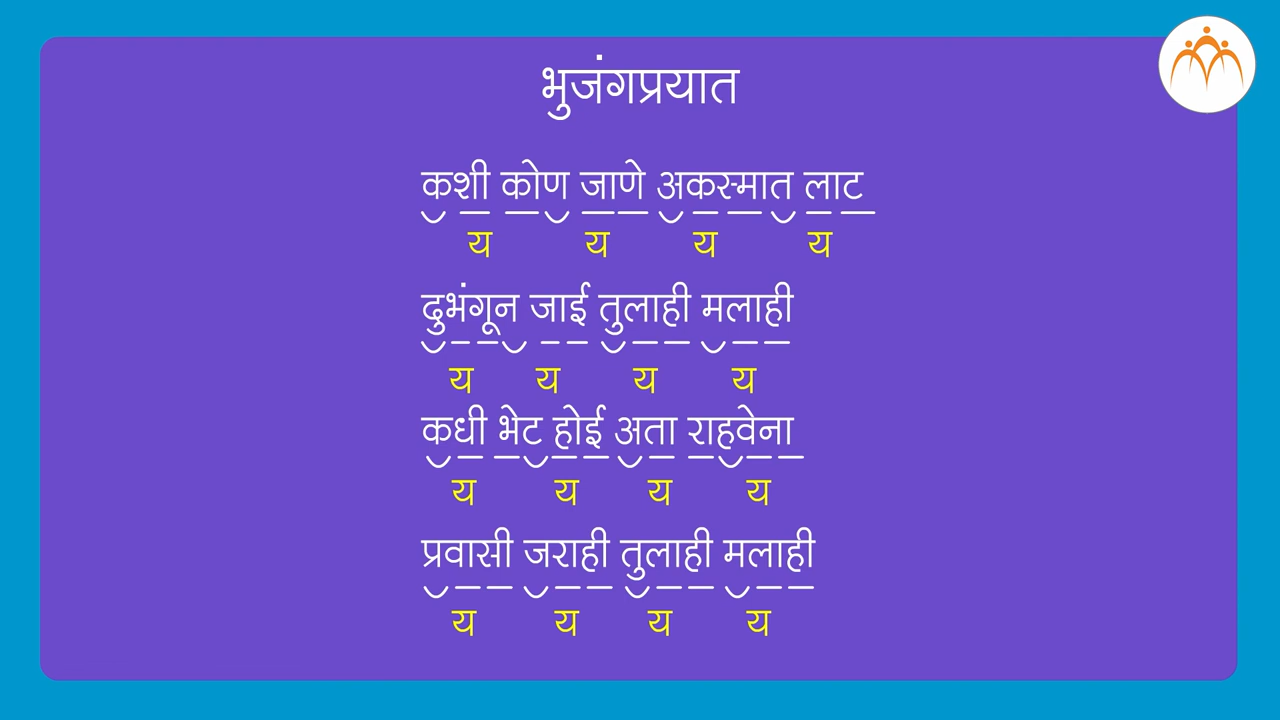 भुजंगप्रयात
कशी कोण जाणे अकस्मात लाट
य य य य
दुभंगून जाई तुलाही मलाही
य य य य
कधी भेट होई अता राहवेना
य य य य
प्रवासी जराही तुलाही मलाही
य य य य